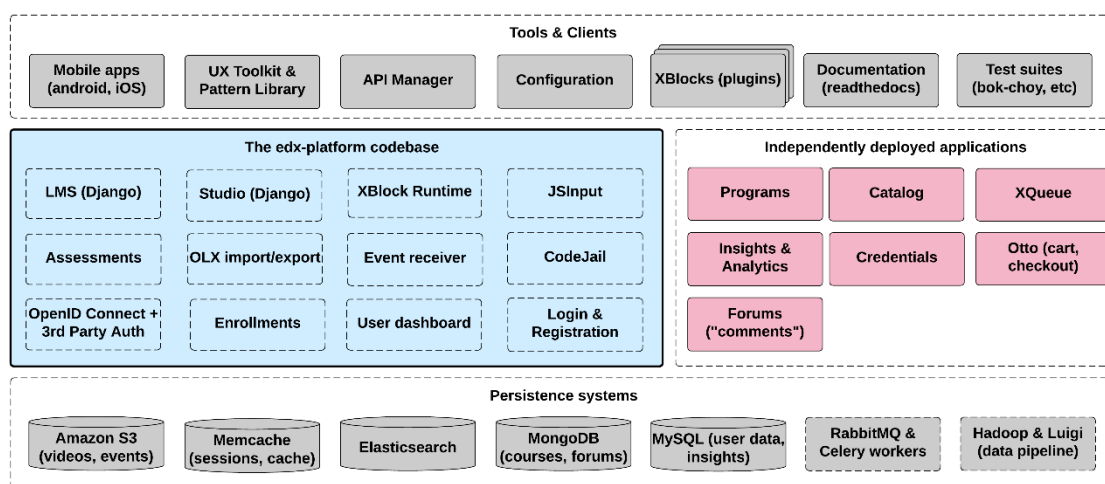 Tools & Clients
Mobile apps
(android, iOS)
UX Toolkit &
Pattern Library
API Manager
Configuration
XBlocks (plugins)
Documentation
(readthedocs)
Test suites
(bok-choy, etc)
The edx-platform codebase
LMS (Django)
Studio (Django)
XBlock Runtime
JSInput
Assessments
OLX import/export
Event receiver
CodeJail
OpenID Connect +
3rd Party Auth
Enrollments
User dashboard
Login &
Registration
Independently deployed applications
Programs
Catalog
XQueue
Insights &
Analytics
Credentials
Otto (cart,
checkout)
Forums
("comments")
Persistence systems
Amazon S3
(videos, events)
Memcache
(sessions, cache)
Elasticsearch
MongoDB
(courses, forums)
MySQL (user data,
insights)
RabbitMQ &
Celery workers
Hadoop & Luigi
(data pipeline)